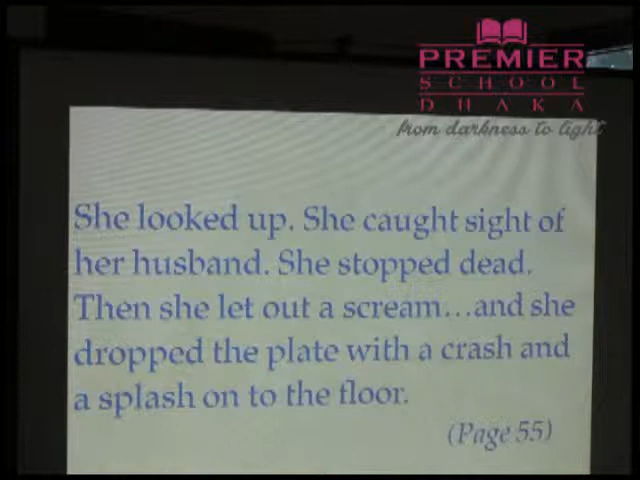 PREMIER
SCHOOL
DHAKA
from darkness to light
She looked up. She caught sight of
her husband. She stopped dead.
Then she let out a scream...and she
dropped the plate with a crash and
a splash on to the floor.
(Page 55)